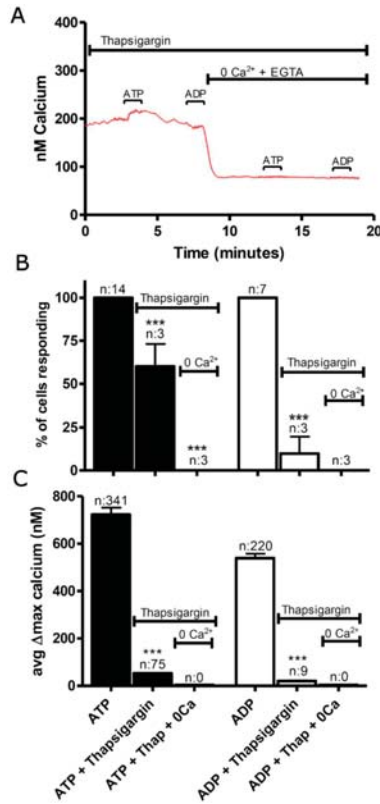 A
Thapsigargin
400
0 Ca²⁺ + EGTA
300
ATP
ADP
200
ATP
ADP
100
0
nM Calcium
0 5 10 15 20
Time (minutes)
B
n:14
n:7
100
Thapsigargin
***
n:3
75
Thapsigargin
0 Ca²⁺
50
0 Ca²⁺
***
n:3
25
***
n:3
n:3
0
% of cells responding
C
800
n:341
600
n:220
Thapsigargin
Thapsigargin
400
0 Ca²⁺
0 Ca²⁺
200
***
n:75
n:0
***
n:9
n:0
0
avg Δmax calcium (nM)
ATP
ATP + Thapsigargin
ATP + Thap + 0Ca
ADP
ADP + Thapsigargin
ADP + Thap + 0Ca